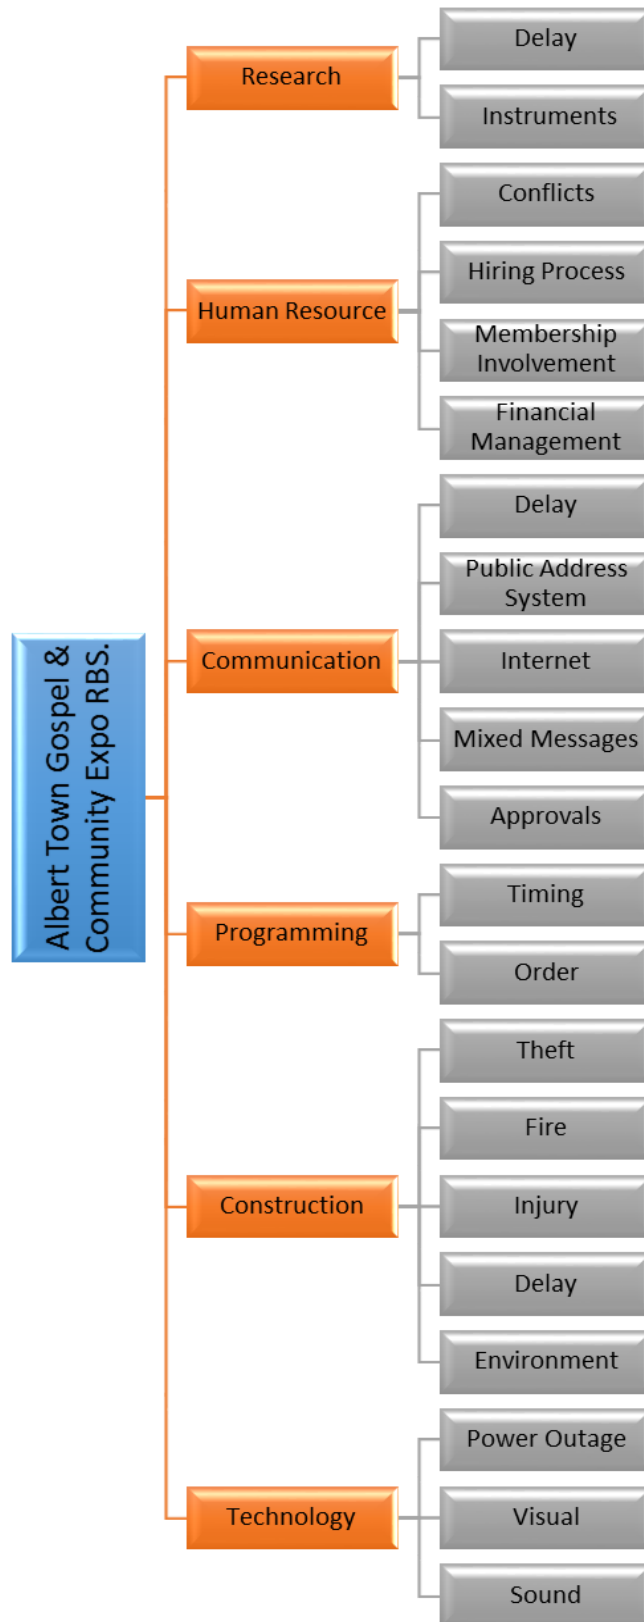 Albert Town Gospel &
Community Expo RBS.
Research
Delay
Instruments
Human Resource
Conflicts
Hiring Process
Membership
Involvement
Financial
Management
Communication
Delay
Public Address
System
Internet
Mixed Messages
Approvals
Programming
Timing
Order
Construction
Theft
Fire
Injury
Delay
Environment
Technology
Power Outage
Visual
Sound